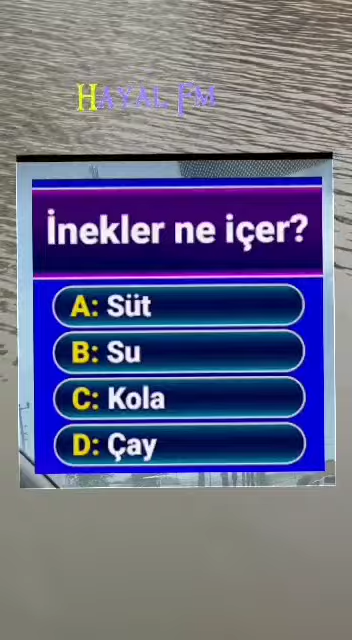 Hayal Fm
İnekler ne içer?
A: Süt
B: Su
C: Kola
D: Çay